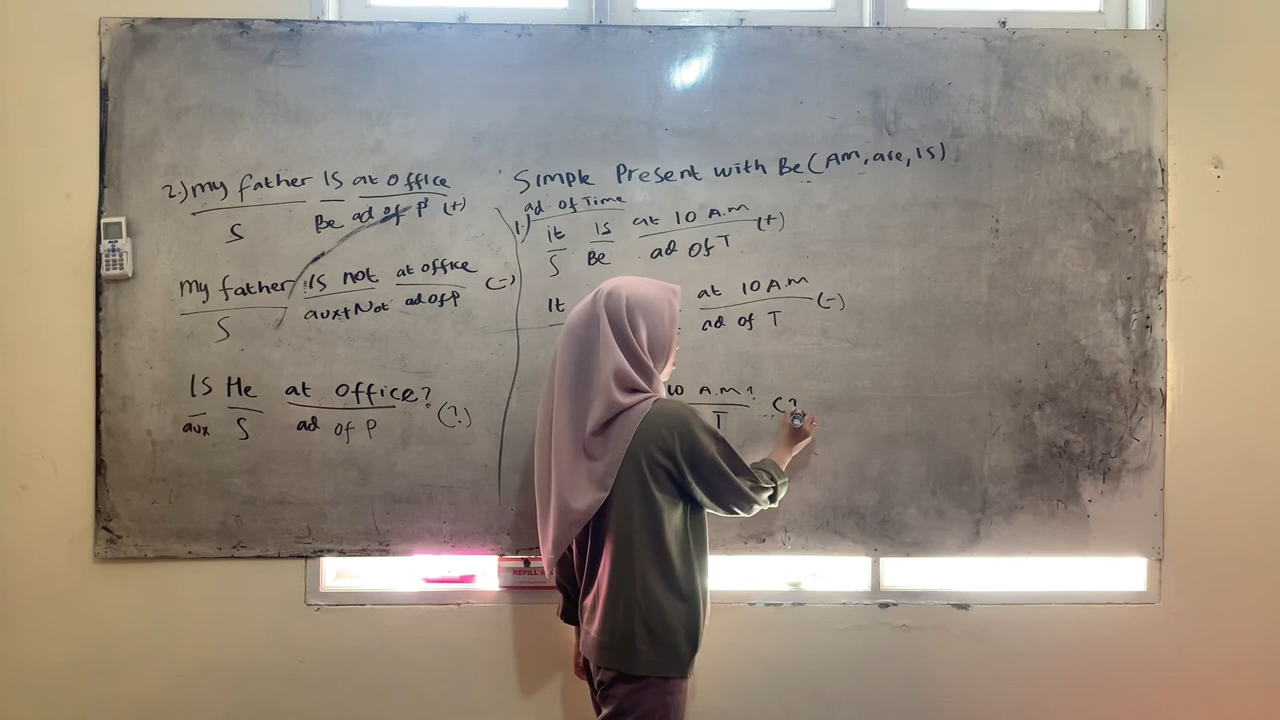 2.) my father is at office
S Be ad of P (+)
my father is not at office (-)
S aux+Not ad of P
Is He at office? (?)
aux S ad of P
Simple Present with Be (Am, are, is)
ad of Time
1.) it is at 10 A.M (+)
S Be ad of T
It at 10 A.M (-)
ad of T
10 A.M? (?
T
REFILL